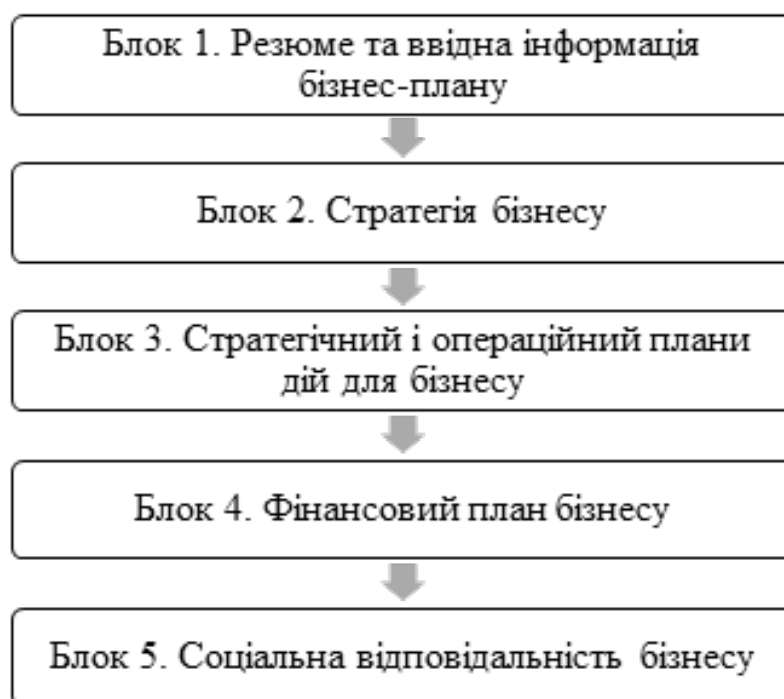 Блок 1. Резюме та ввідна інформація
бізнес-плану
Блок 2. Стратегія бізнесу
Блок 3. Стратегічний і операційний плани
дій для бізнесу
Блок 4. Фінансовий план бізнесу
Блок 5. Соціальна відповідальність бізнесу